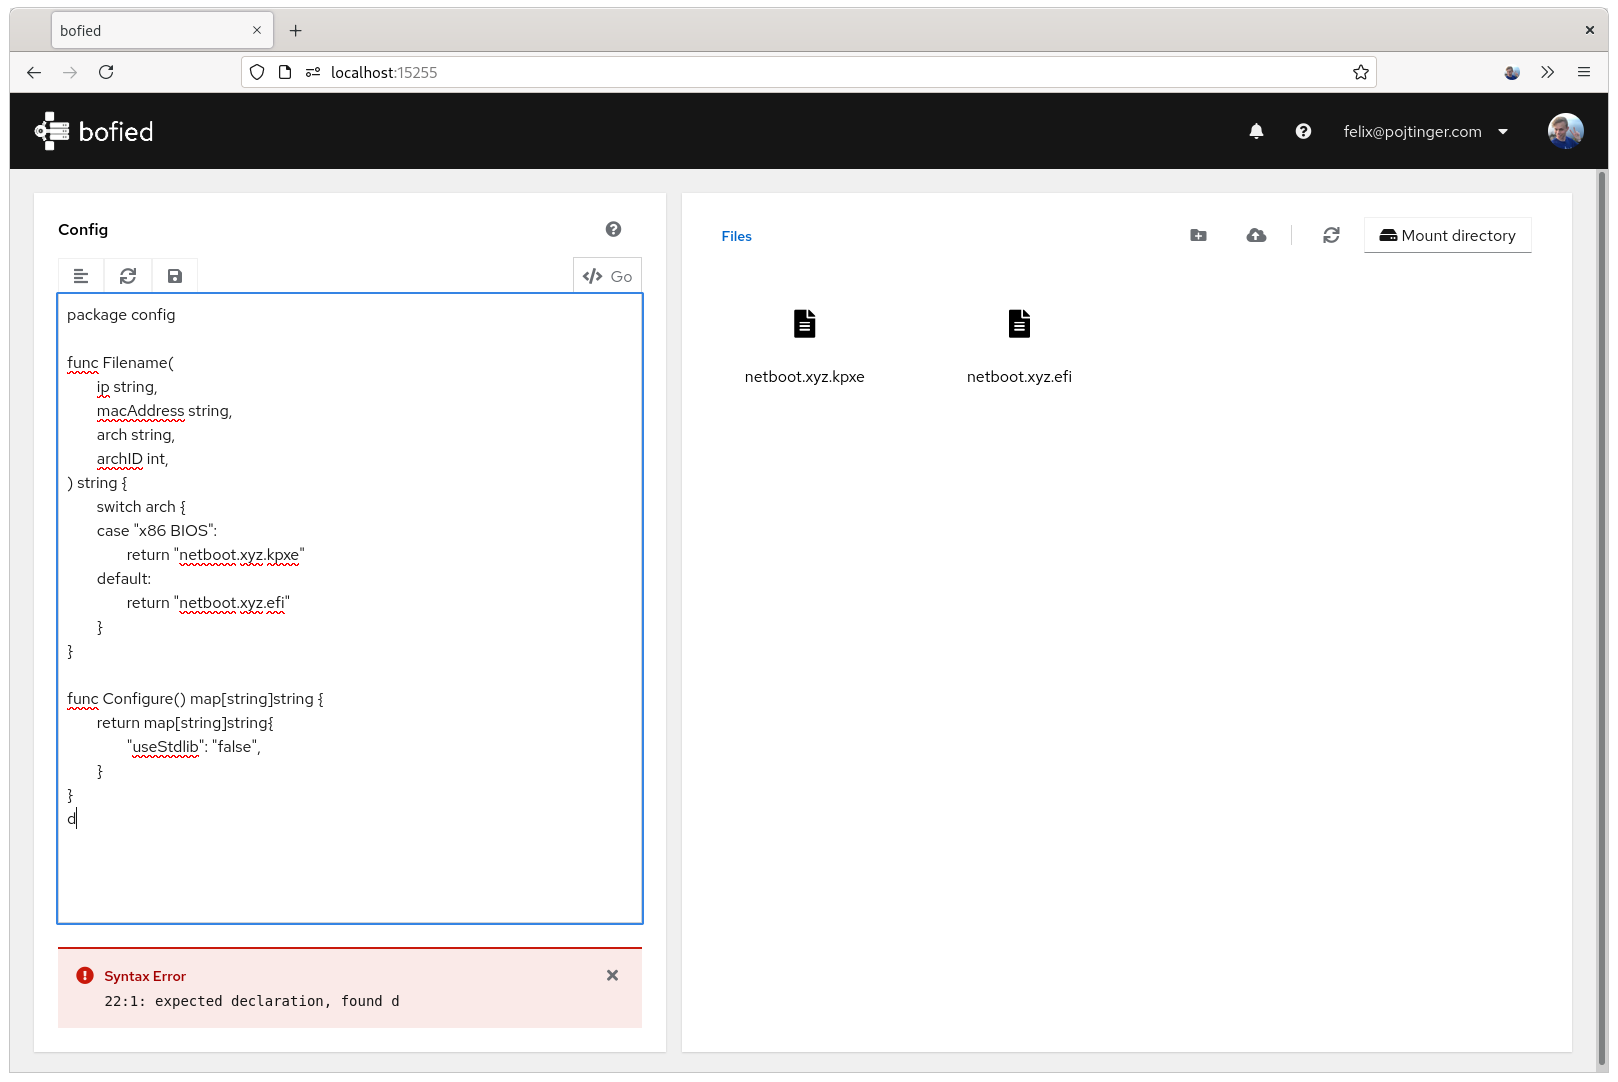 bofied
localhost:15255
bofied
felix@pojtinger.com
Config
Go
package config
func Filename(
ip string,
macAddress string,
arch string,
archID int,
) string {
switch arch {
case "x86 BIOS":
return "netboot.xyz.kpxe"
default:
return "netboot.xyz.efi"
}
}
func Configure() map[string]string {
return map[string]string{
"useStdlib": "false",
}
}
d
Syntax Error
22:1: expected declaration, found d
Files
Mount directory
netboot.xyz.kpxe
netboot.xyz.efi